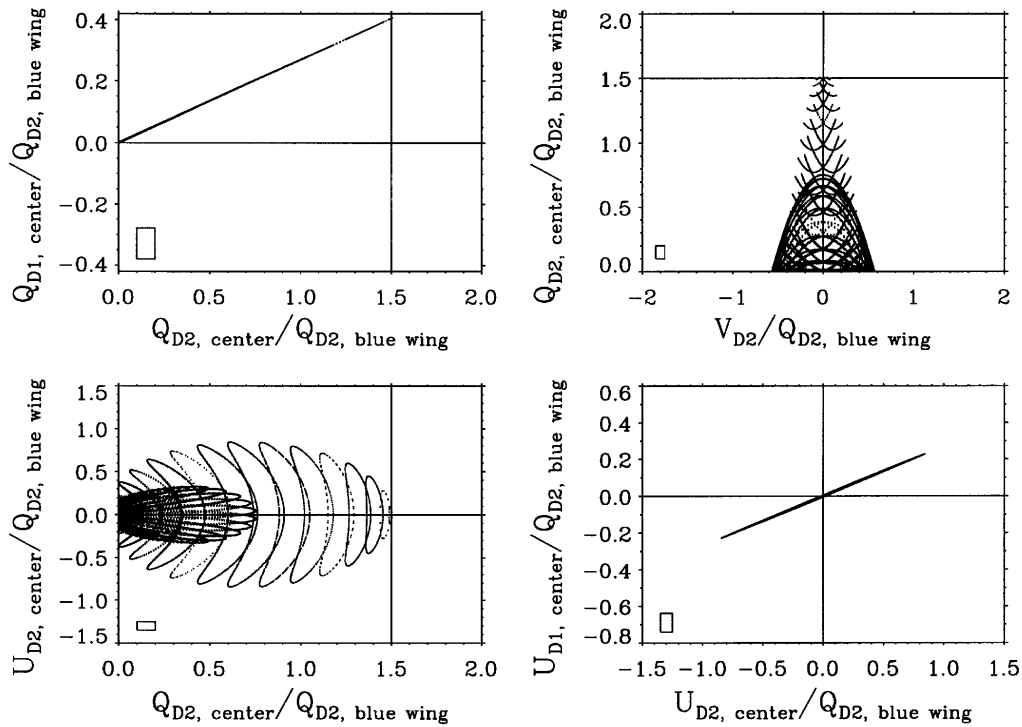 Q_D1, center/Q_D2, blue wing
0.4
0.2
0.0
−0.2
−0.4
0.0 0.5 1.0 1.5 2.0
Q_D2, center/Q_D2, blue wing
Q_D2, center/Q_D2, blue wing
2.0
1.5
1.0
0.5
0.0
−2 −1 0 1 2
V_D2/Q_D2, blue wing
U_D2, center/Q_D2, blue wing
1.5
1.0
0.5
0.0
−0.5
−1.0
−1.5
0.0 0.5 1.0 1.5 2.0
Q_D2, center/Q_D2, blue wing
U_D1, center/Q_D2, blue wing
0.6
0.4
0.2
0.0
−0.2
−0.4
−0.6
−0.8
−1.5 −1.0 −0.5 0.0 0.5 1.0 1.5
U_D2, center/Q_D2, blue wing